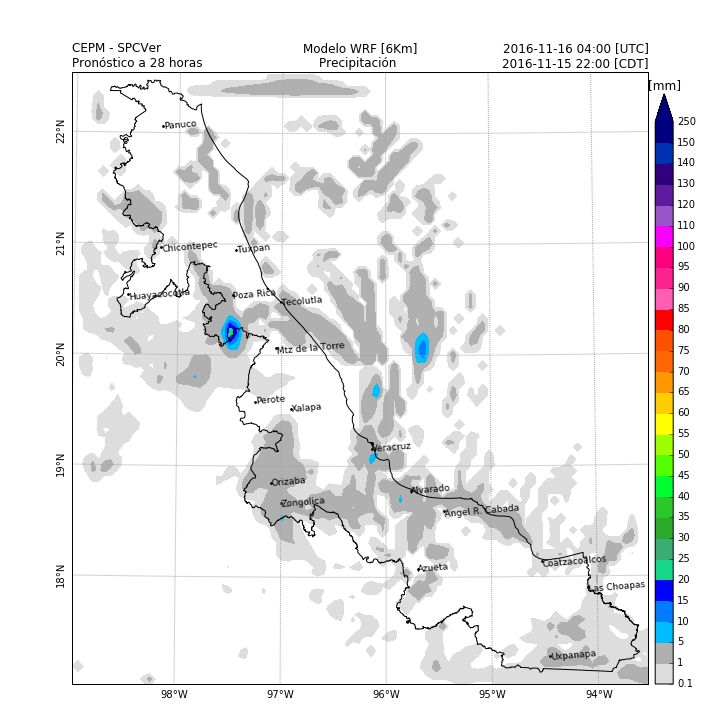 CEPM - SPCVer
Modelo WRF [6Km]
2016-11-16 04:00 [UTC]
Pronóstico a 28 horas
Precipitación
2016-11-15 22:00 [CDT]
[mm]
250
150
140
130
120
110
100
95
90
85
80
75
70
65
60
55
50
45
40
35
30
25
20
15
10
5
1
0.1
22°N
21°N
20°N
19°N
18°N
Panuco
Chicontepec
Tuxpan
Huayacocotla
Poza Rica
Tecolutla
Mtz de la Torre
Perote
Xalapa
Veracruz
Orizaba
Alvarado
Zongolica
Angel R. Cabada
Azueta
Coatzacoalcos
Las Choapas
Uxpanapa
98°W
97°W
96°W
95°W
94°W